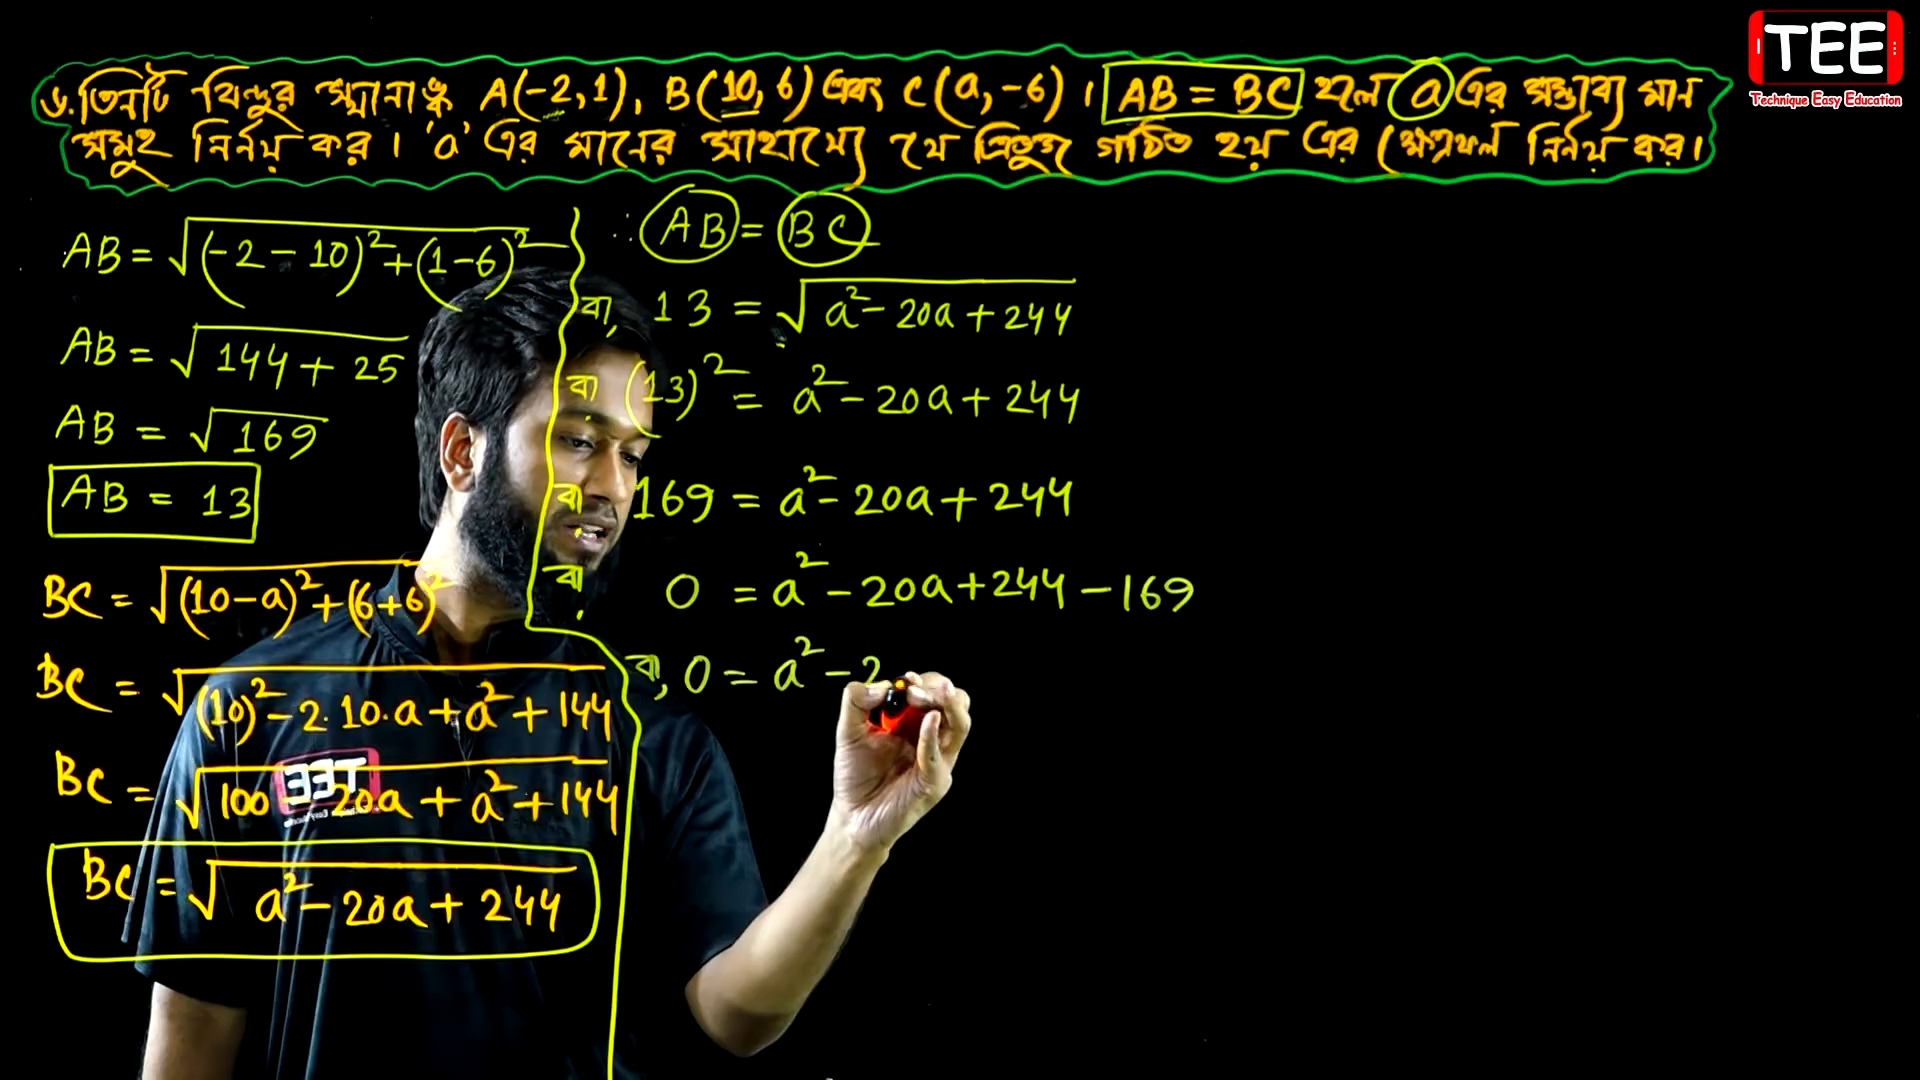 ৬. তিনটি বিন্দুর স্থানাঙ্ক A(-2,1), B(10,6) এবং C(a,-6) । AB = BC হলে a এর সম্ভাব্য মান
সমূহ নির্নয় কর । 'a' এর মানের সাহায্যে যে ত্রিভুজ গঠিত হয় এর ক্ষেত্রফল নির্নয় কর।
TEE
Technique Easy Education
AB = √(-2-10)²+(1-6)²
AB = √144+25
AB = √169
AB = 13
BC = √(10-a)²+(6+6)²
BC = √(10)²-2.10.a+a²+144
BC = √100-20a+a²+144
BC = √a²-20a+244
∴ AB = BC
বা, 13 = √a²-20a+244
বা, (13)² = a²-20a+244
বা, 169 = a²-20a+244
বা, 0 = a²-20a+244-169
বা, 0 = a²-2
TEE